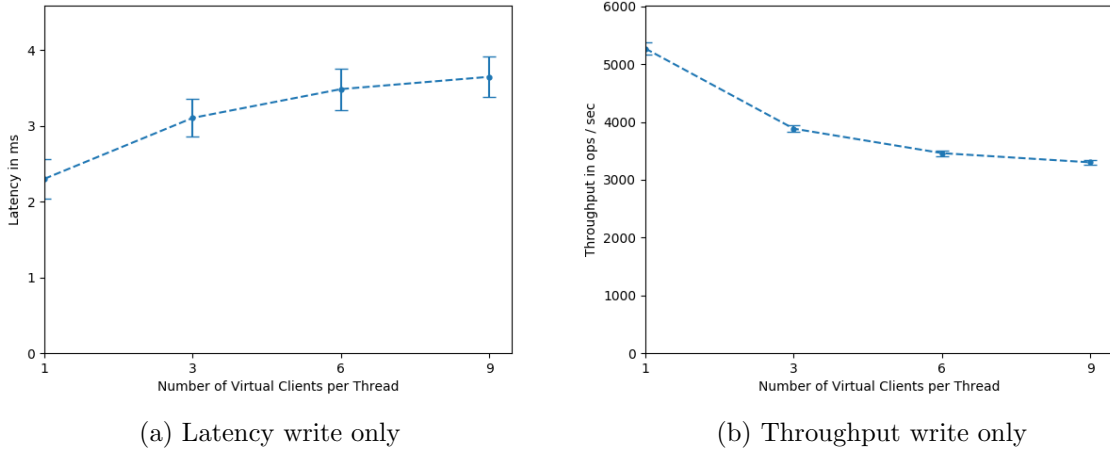 4
3
2
1
0
Latency in ms
1 3 6 9
Number of Virtual Clients per Thread
(a) Latency write only
6000
5000
4000
3000
2000
1000
0
Throughput in ops / sec
1 3 6 9
Number of Virtual Clients per Thread
(b) Throughput write only